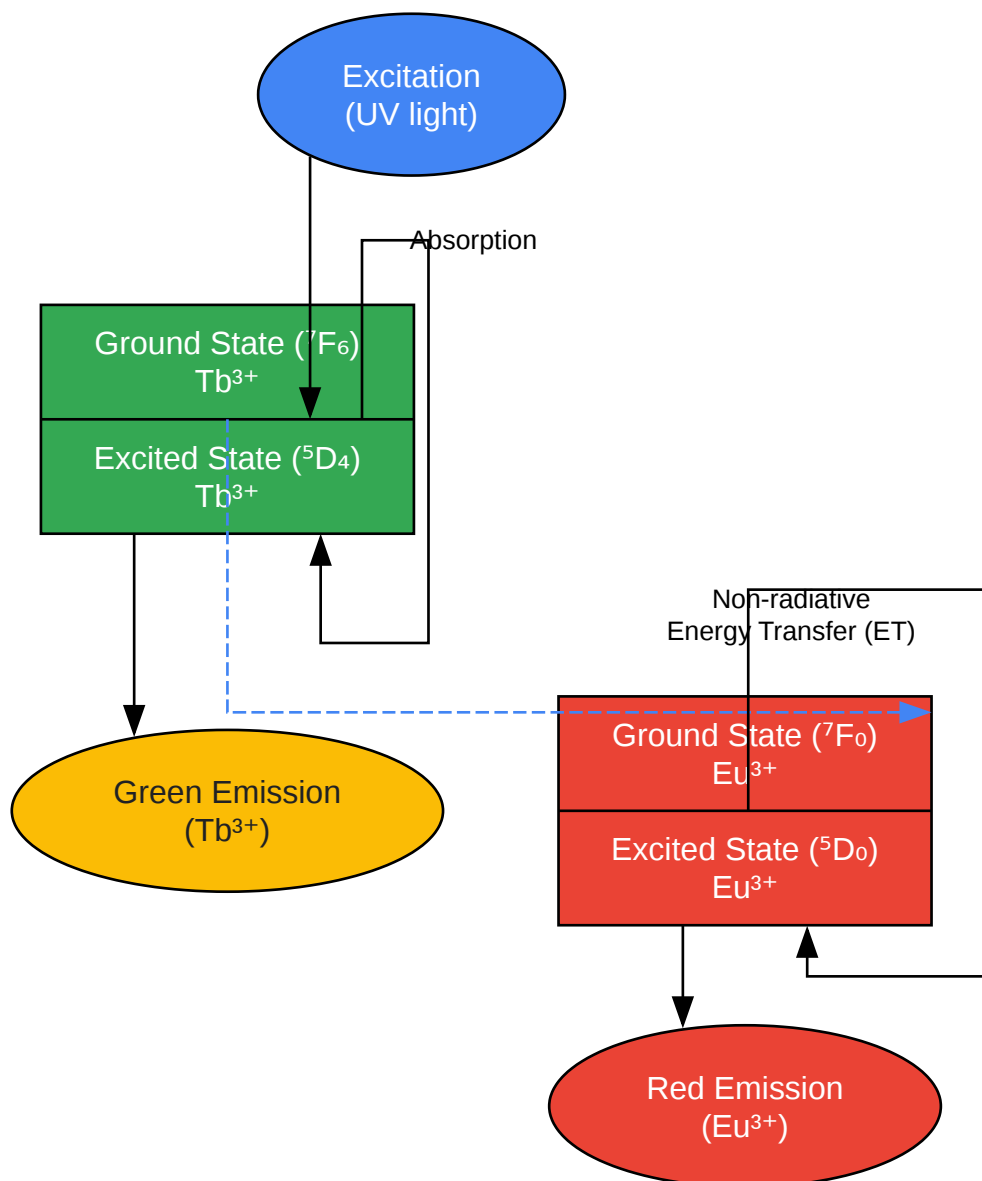 Excitation
(UV light)
Absorption
Ground State (⁷F₆)
Tb³⁺
Excited State (⁵D₄)
Tb³⁺
Non-radiative
Energy Transfer (ET)
Ground State (⁷F₀)
Eu³⁺
Green Emission
(Tb³⁺)
Excited State (⁵D₀)
Eu³⁺
Red Emission
(Eu³⁺)